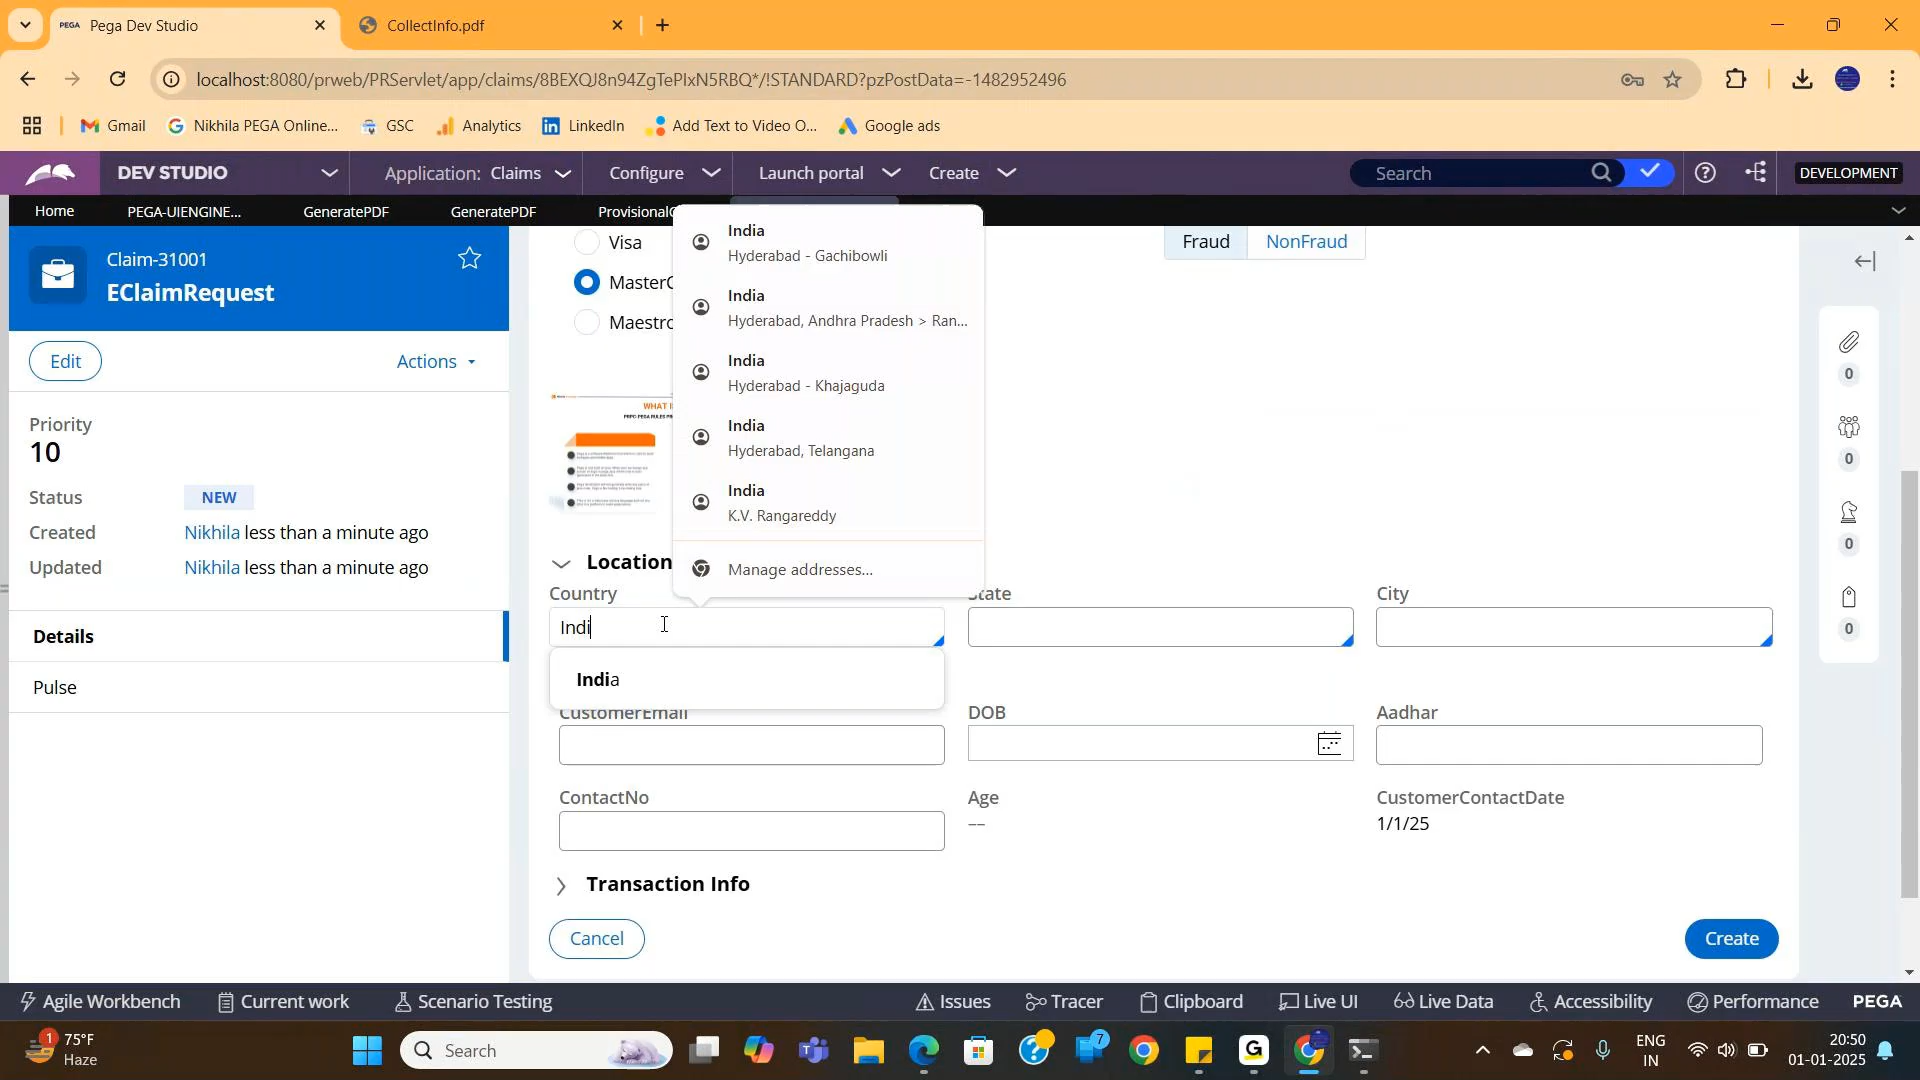 PEGA Pega Dev Studio
CollectInfo.pdf
localhost:8080/prweb/PRServlet/app/claims/8BEXQJ8n94ZgTePIxN5RBQ*/!STANDARD?pzPostData=-1482952496
Gmail
Nikhila PEGA Online...
GSC
Analytics
LinkedIn
Add Text to Video O...
Google ads
DEV STUDIO
Application: Claims
Configure
Launch portal
Create
Search
DEVELOPMENT
Home
PEGA-UIENGINE...
GeneratePDF
GeneratePDF
Claim-31001
EClaimRequest
Edit
Actions
Priority
10
Status
NEW
Created
Nikhila less than a minute ago
Updated
Nikhila less than a minute ago
Details
Pulse
Visa
MasterC
Maestro
Fraud
NonFraud
India
Hyderabad - Gachibowli
India
Hyderabad, Andhra Pradesh > Ran...
India
Hyderabad - Khajaguda
India
Hyderabad, Telangana
India
K.V. Rangareddy
Manage addresses...
WHAT I
Location
Country
State
City
Indi
India
CustomerEmail
DOB
Aadhar
ContactNo
Age
--
CustomerContactDate
1/1/25
Transaction Info
Cancel
Create
0
0
0
0
Agile Workbench
Current work
Scenario Testing
Issues
Tracer
Clipboard
Live UI
Live Data
Accessibility
Performance
PEGA
1
75°F
Haze
Search
7
ENG
IN
20:50
01-01-2025